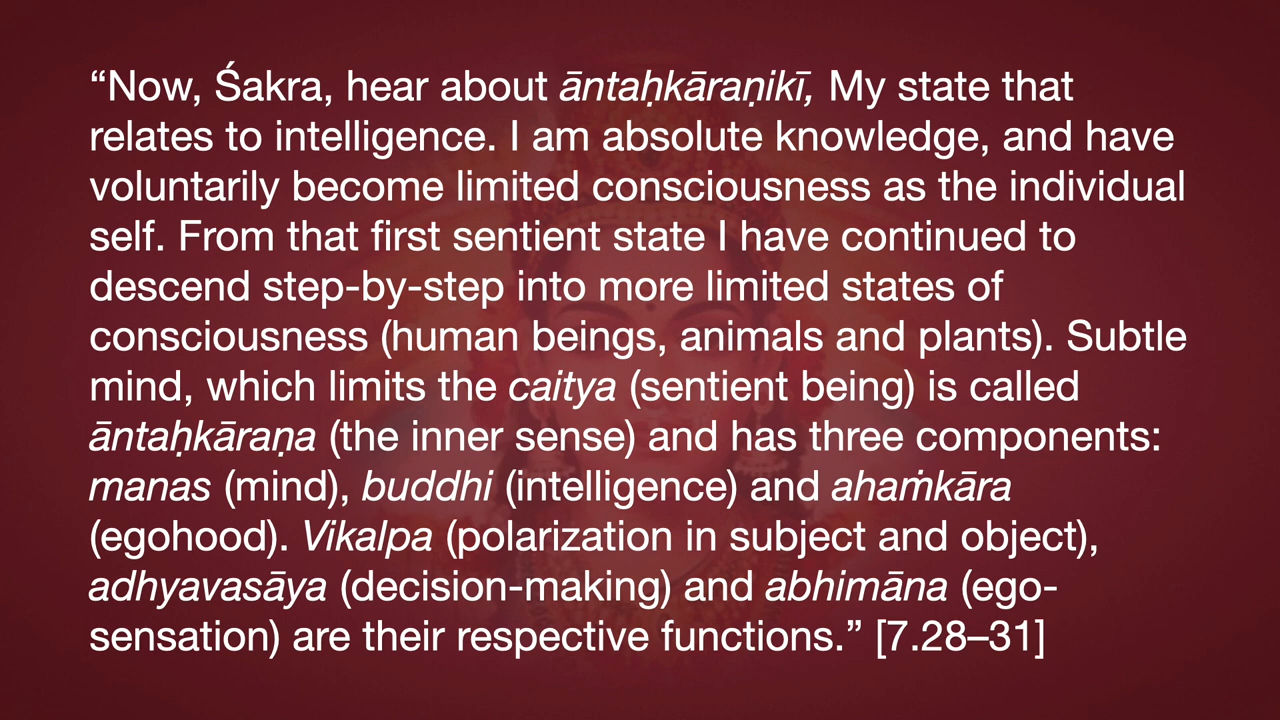 “Now, Śakra, hear about āntaḥkāraṇikī, My state that
relates to intelligence. I am absolute knowledge, and have
voluntarily become limited consciousness as the individual
self. From that first sentient state I have continued to
descend step-by-step into more limited states of
consciousness (human beings, animals and plants). Subtle
mind, which limits the caitya (sentient being) is called
āntaḥkāraṇa (the inner sense) and has three components:
manas (mind), buddhi (intelligence) and ahaṁkāra
(egohood). Vikalpa (polarization in subject and object),
adhyavasāya (decision-making) and abhimāna (ego-
sensation) are their respective functions.” [7.28–31]